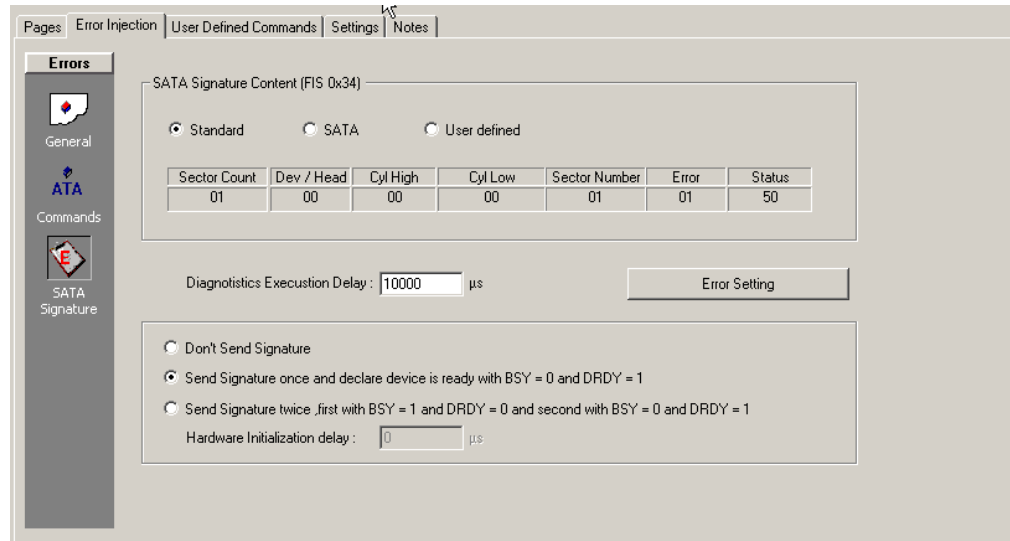 Pages Error Injection User Defined Commands Settings Notes
Errors
General
ATA
Commands
E
SATA
Signature
SATA Signature Content (FIS 0x34)
Standard SATA User defined
Sector Count Dev / Head Cyl High Cyl Low Sector Number Error Status
01 00 00 00 01 01 50
Diagnotistics Execustion Delay : 10000 µs Error Setting
Don't Send Signature
Send Signature once and declare device is ready with BSY = 0 and DRDY = 1
Send Signature twice ,first with BSY = 1 and DRDY = 0 and second with BSY = 0 and DRDY = 1
Hardware Initialization delay : 0 µs